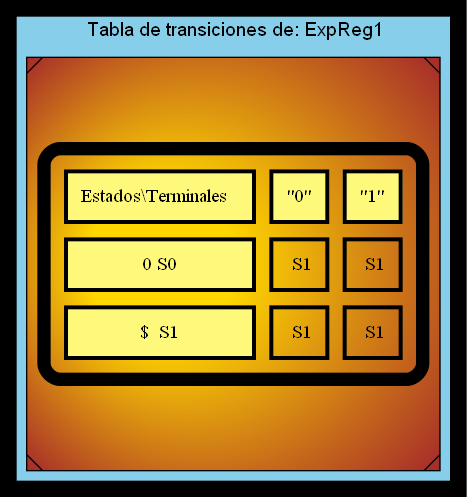 Tabla de transiciones de: ExpReg1
Estados\Terminales "0" "1"
0 S0 S1 S1
$ S1 S1 S1